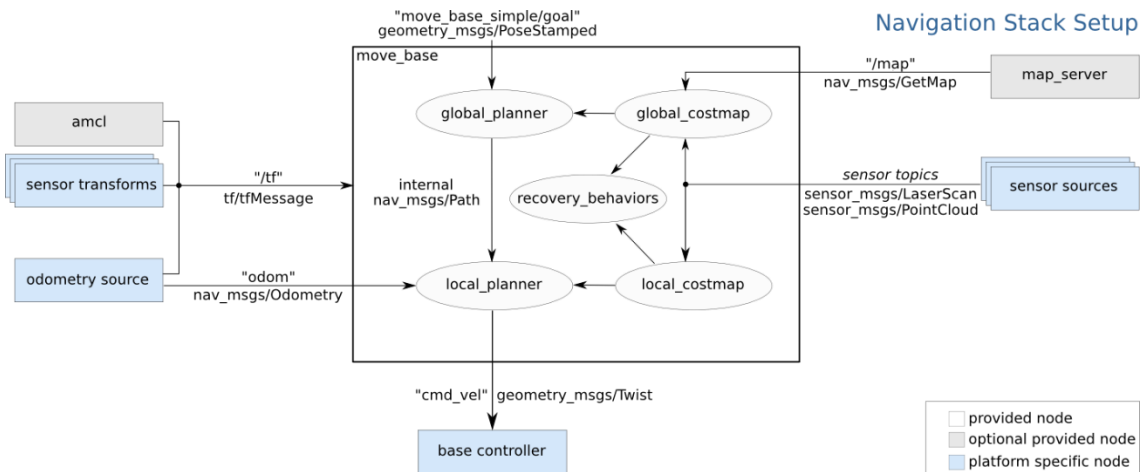 Navigation Stack Setup
"move_base_simple/goal"
geometry_msgs/PoseStamped
move_base
"/map"
nav_msgs/GetMap
map_server
global_planner
global_costmap
amcl
sensor transforms
"/tf"
tf/tfMessage
internal
nav_msgs/Path
recovery_behaviors
sensor topics
sensor_msgs/LaserScan
sensor_msgs/PointCloud
sensor sources
odometry source
"odom"
nav_msgs/Odometry
local_planner
local_costmap
"cmd_vel" geometry_msgs/Twist
base controller
provided node
optional provided node
platform specific node